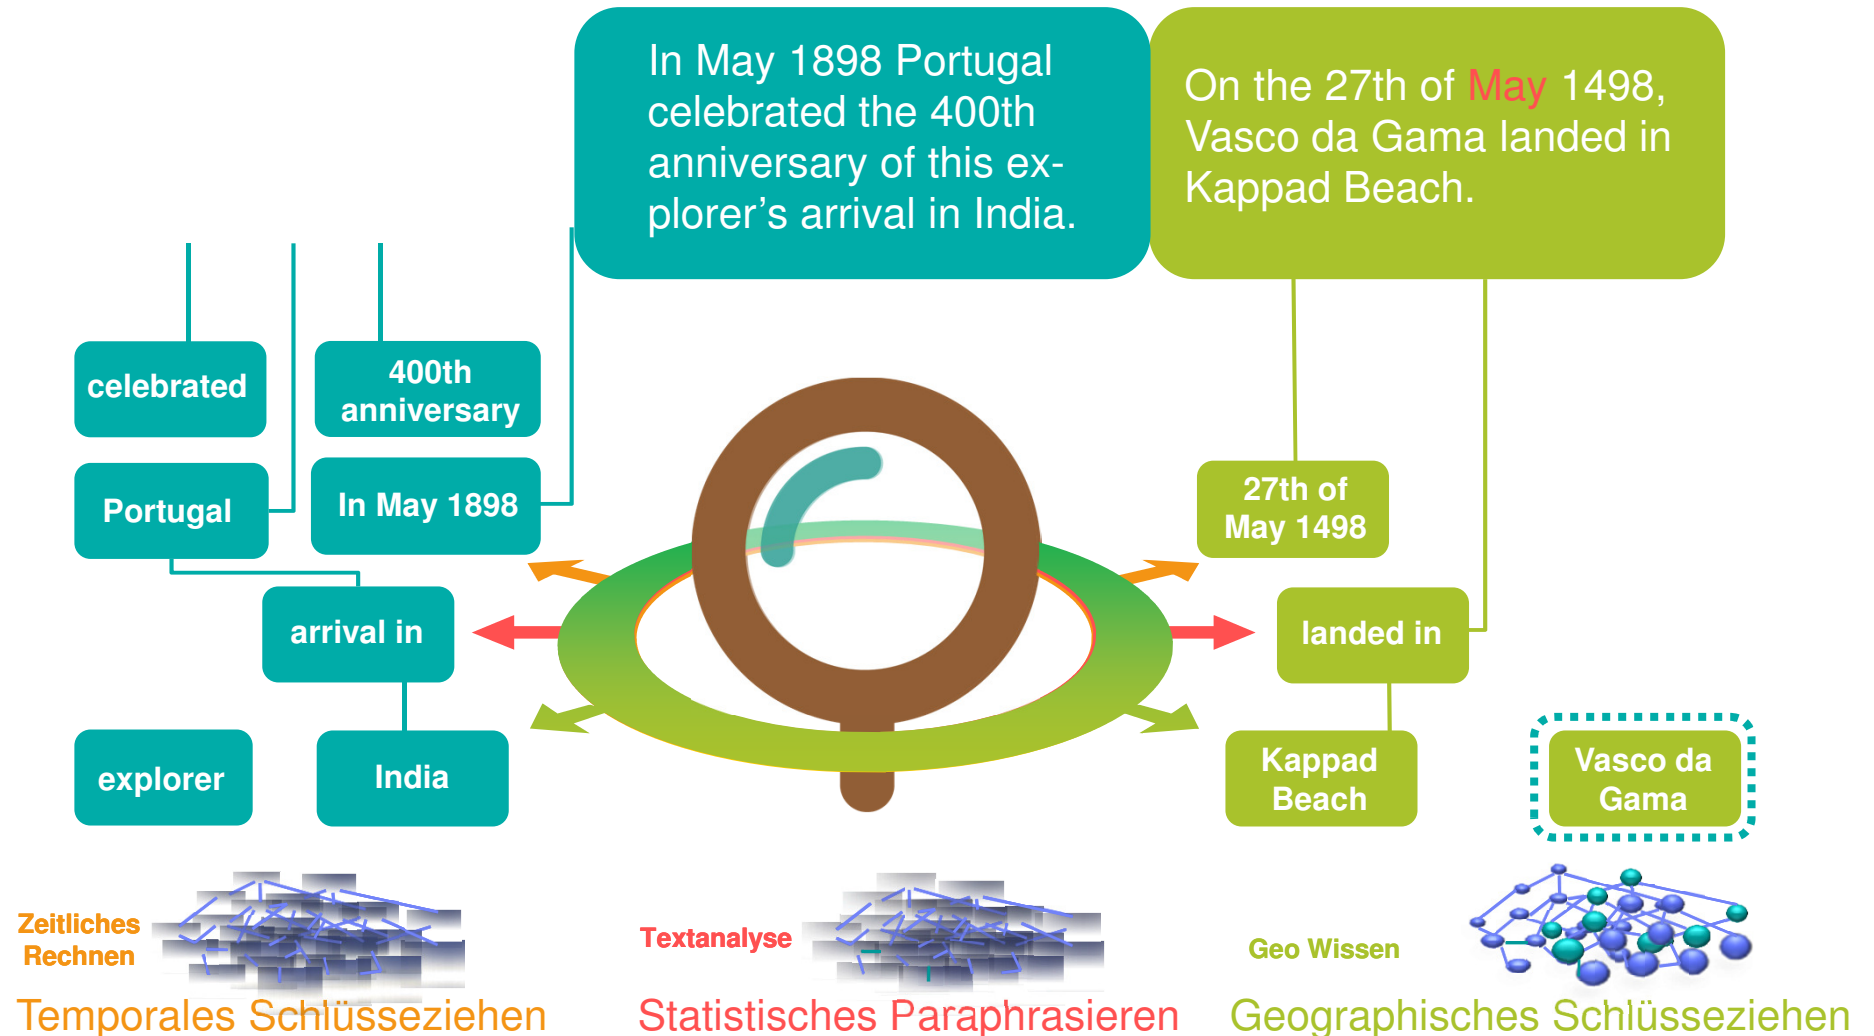 In May 1898 Portugal
celebrated the 400th
anniversary of this ex-
plorer's arrival in India.
On the 27th of May 1498,
Vasco da Gama landed in
Kappad Beach.
celebrated
400th
anniversary
Portugal
In May 1898
27th of
May 1498
arrival in
landed in
explorer
India
Kappad
Beach
Vasco da
Gama
Zeitliches
Rechnen
Textanalyse
Geo Wissen
Temporales Schlüsseziehen
Statistisches Paraphrasieren
Geographisches Schlüsseziehen